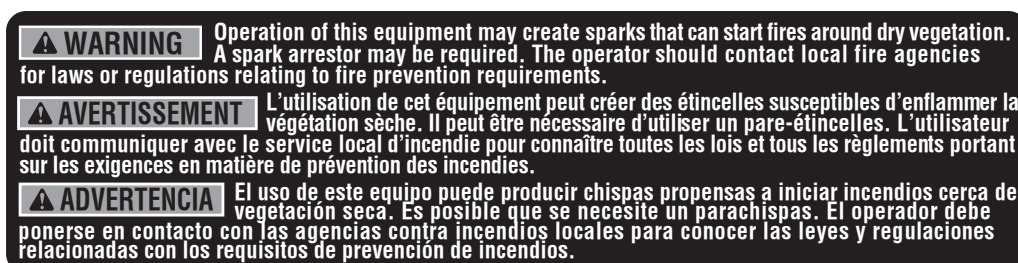 WARNING Operation of this equipment may create sparks that can start fires around dry vegetation.
A spark arrestor may be required. The operator should contact local fire agencies
for laws or regulations relating to fire prevention requirements.
AVERTISSEMENT L’utilisation de cet équipement peut créer des étincelles susceptibles d’enflammer la
végétation sèche. Il peut être nécessaire d’utiliser un pare-étincelles. L’utilisateur
doit communiquer avec le service local d’incendie pour connaître toutes les lois et tous les règlements portant
sur les exigences en matière de prévention des incendies.
ADVERTENCIA El uso de este equipo puede producir chispas propensas a iniciar incendios cerca de
vegetación seca. Es posible que se necesite un parachispas. El operador debe
ponerse en contacto con las agencias contra incendios locales para conocer las leyes y regulaciones
relacionadas con los requisitos de prevención de incendios.